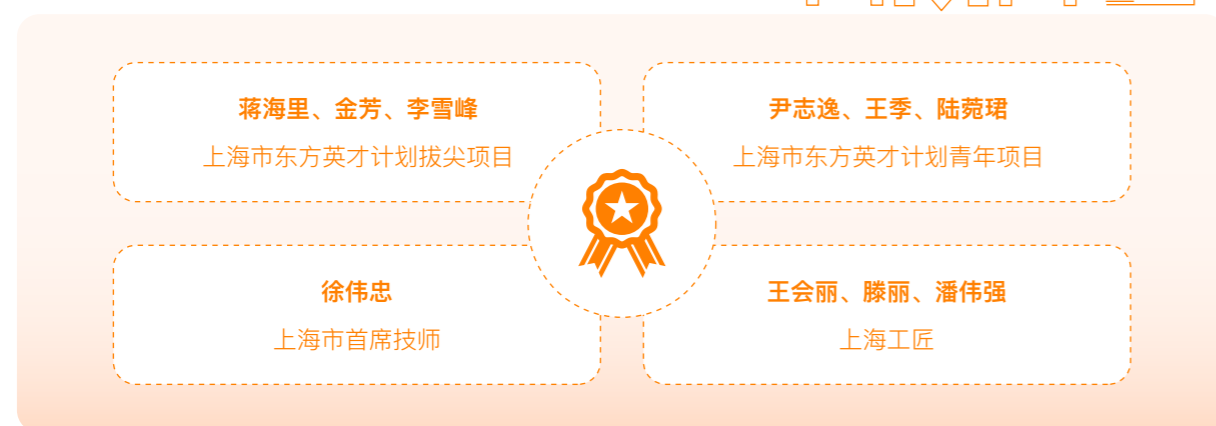 蒋海里、金芳、李雪峰
上海市东方英才计划拔尖项目
尹志逸、王季、陆菀珺
上海市东方英才计划青年项目
徐伟忠
上海市首席技师
王会丽、滕丽、潘伟强
上海工匠